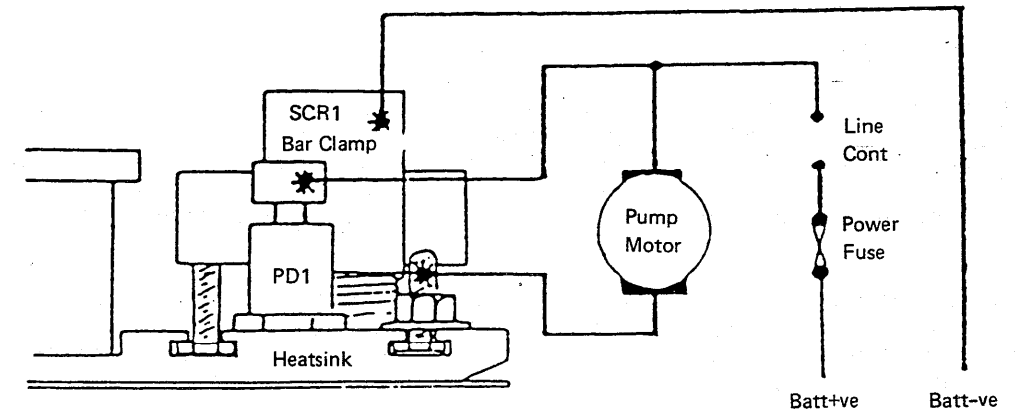 SCR1
Bar Clamp
Line
Cont
Pump
Motor
Power
Fuse
PD1
Heatsink
Batt+ve
Batt-ve